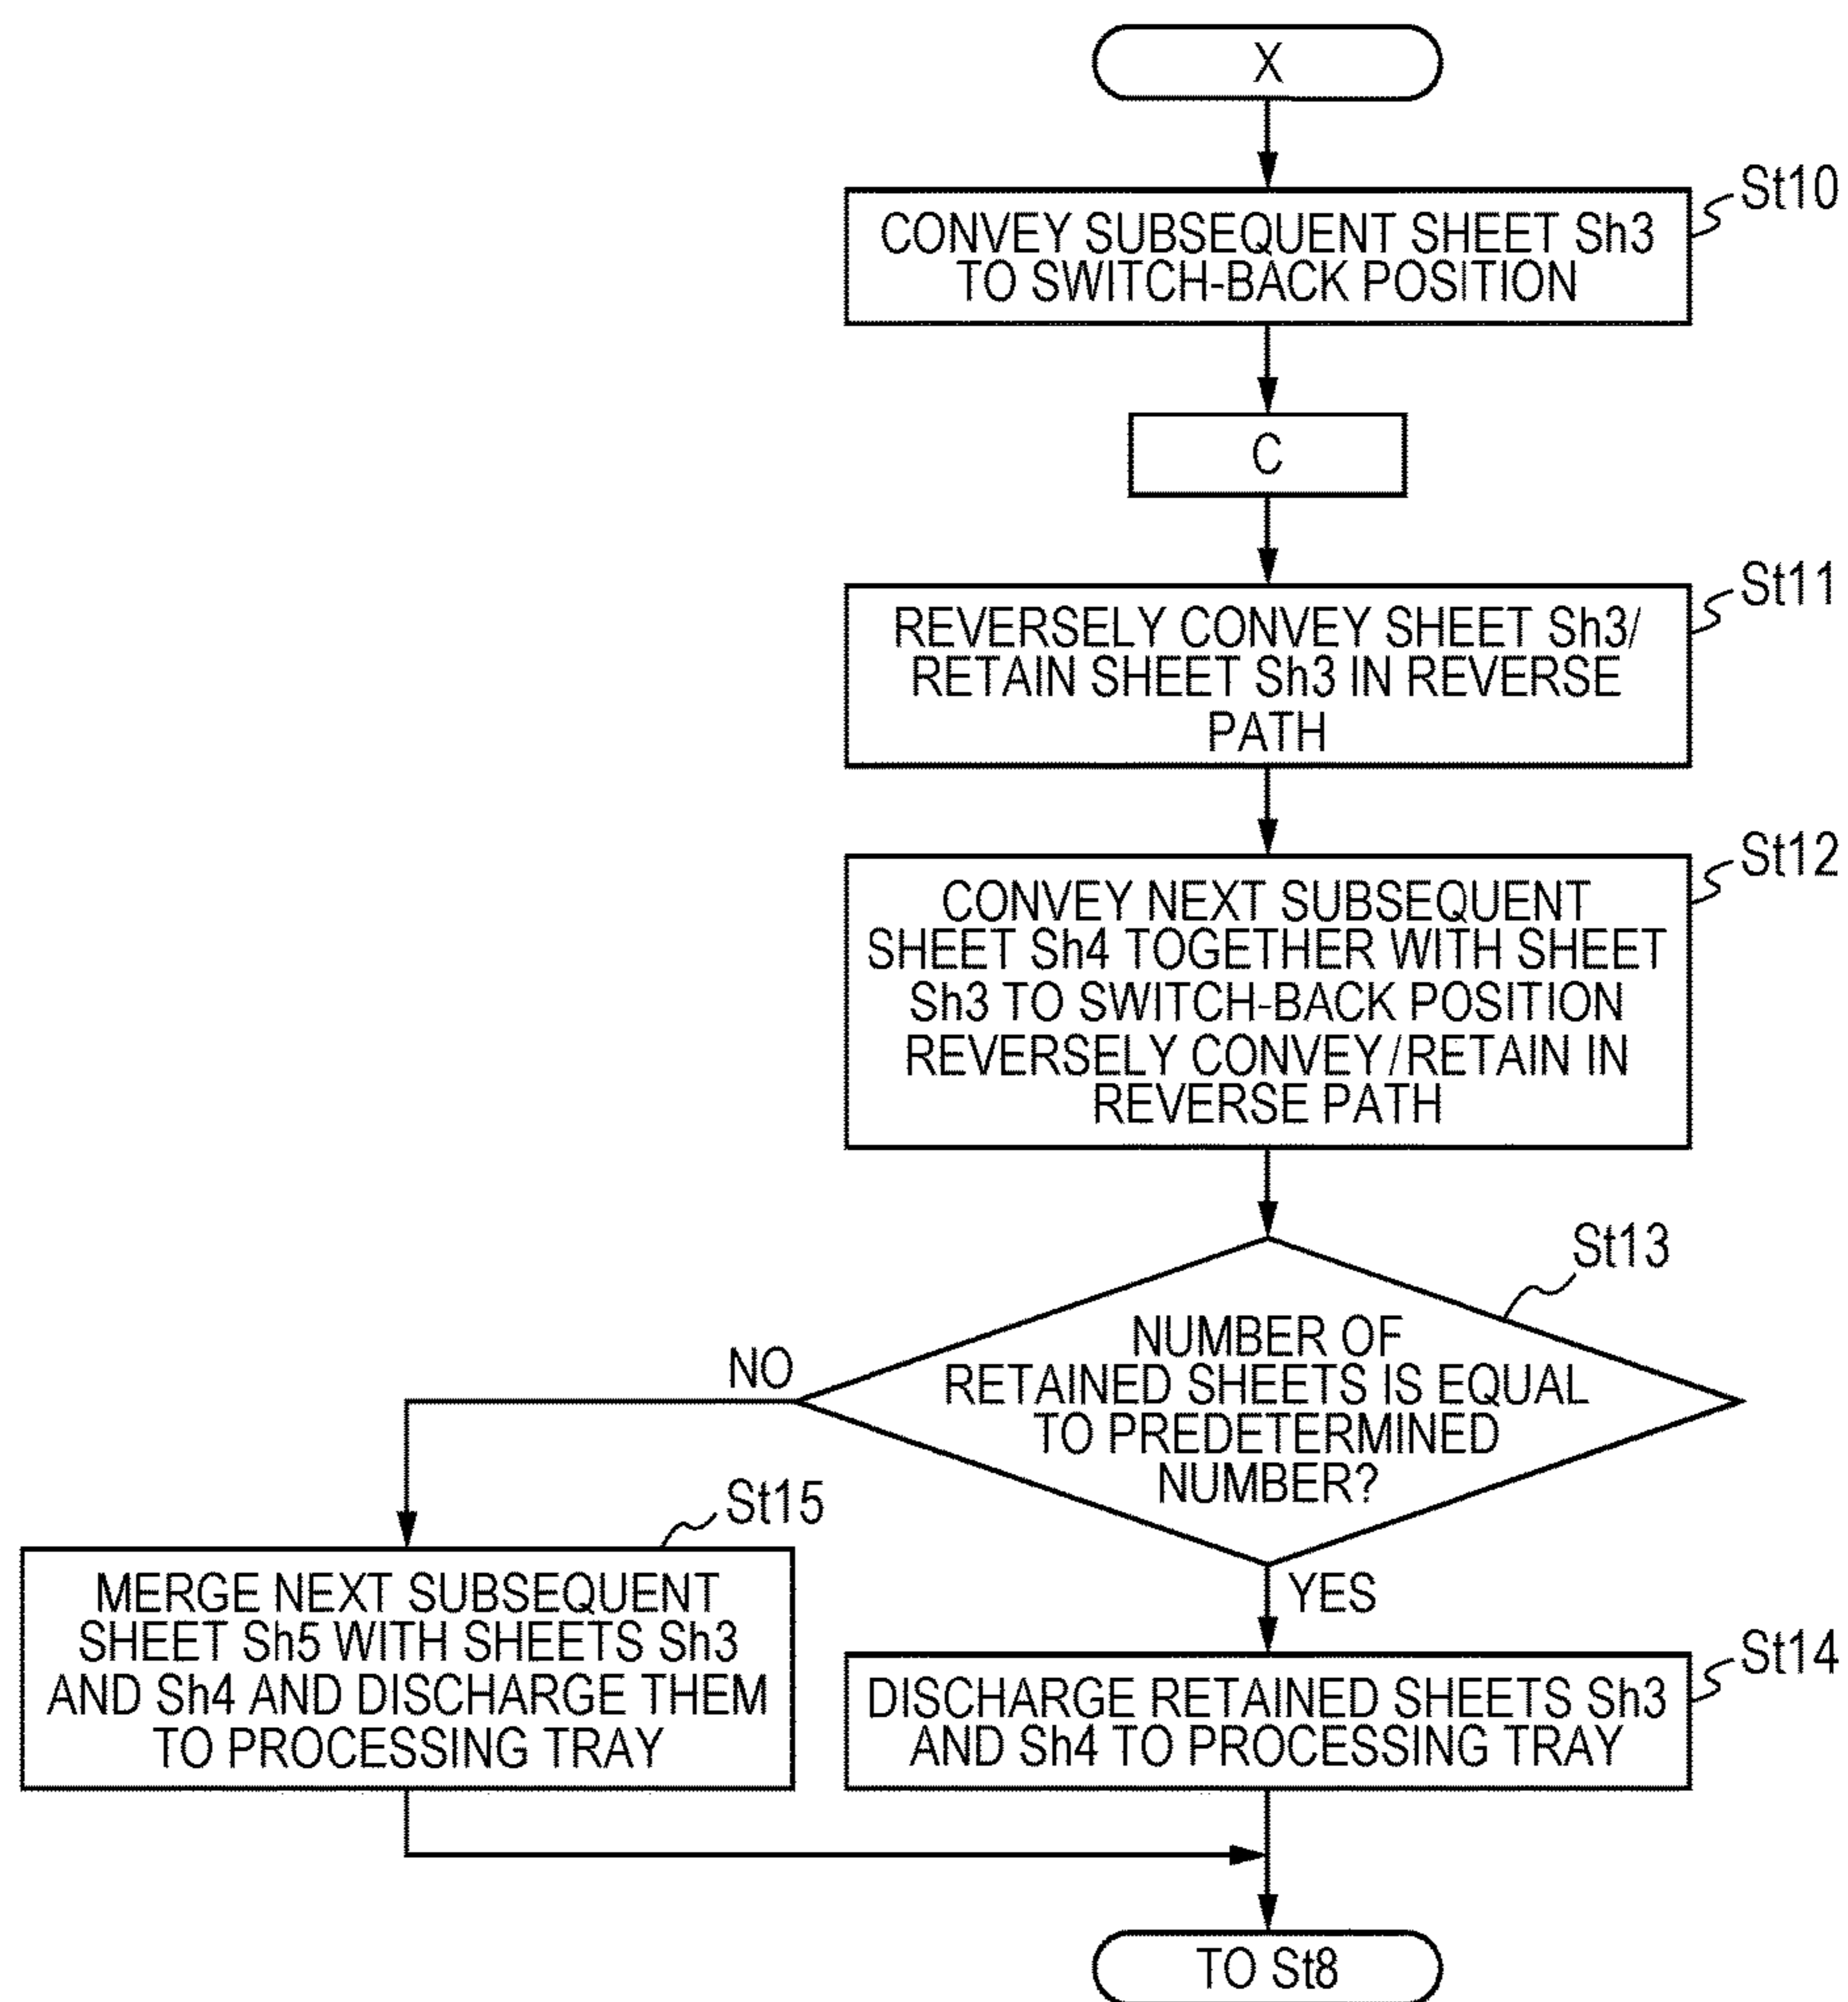 X
St10
CONVEY SUBSEQUENT SHEET Sh3
TO SWITCH-BACK POSITION
C
St11
REVERSELY CONVEY SHEET Sh3/
RETAIN SHEET Sh3 IN REVERSE
PATH
St12
CONVEY NEXT SUBSEQUENT
SHEET Sh4 TOGETHER WITH SHEET
Sh3 TO SWITCH-BACK POSITION
REVERSELY CONVEY/RETAIN IN
REVERSE PATH
St13
NUMBER OF
RETAINED SHEETS IS EQUAL
TO PREDETERMINED
NUMBER?
NO
YES
St15
MERGE NEXT SUBSEQUENT
SHEET Sh5 WITH SHEETS Sh3
AND Sh4 AND DISCHARGE THEM
TO PROCESSING TRAY
St14
DISCHARGE RETAINED SHEETS Sh3
AND Sh4 TO PROCESSING TRAY
TO St8